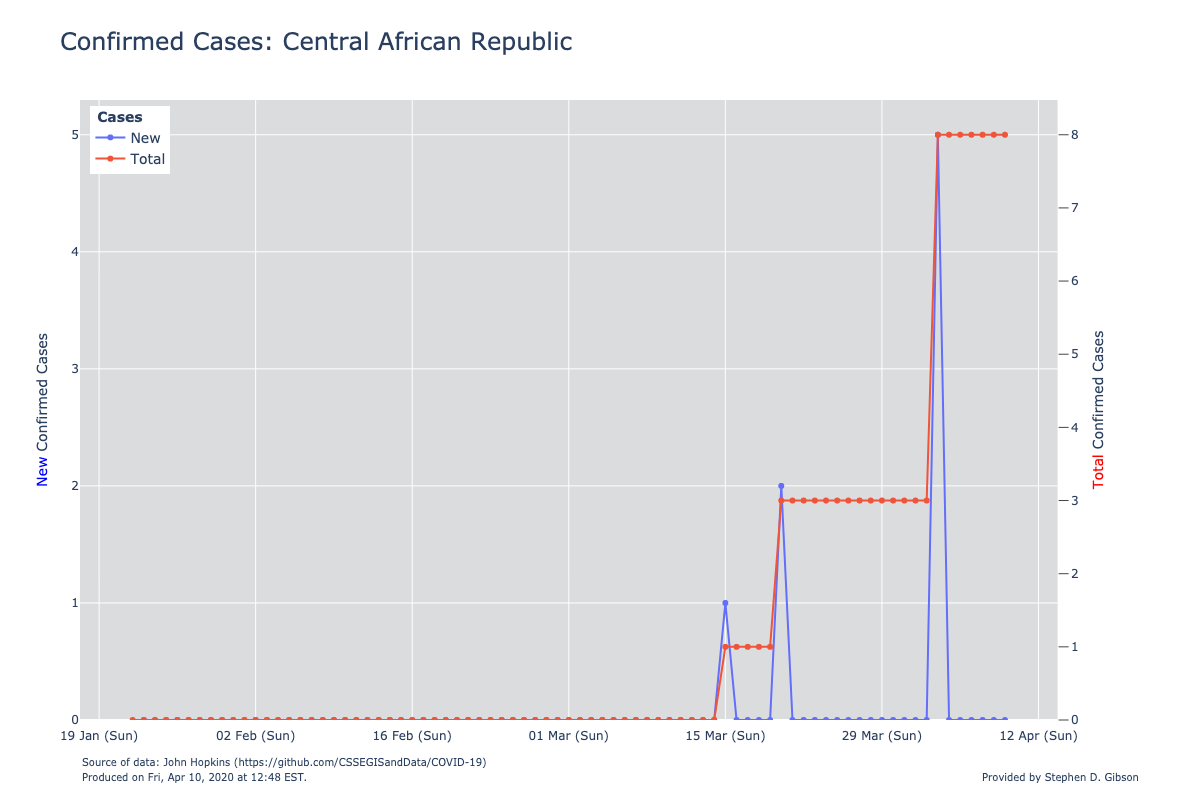 Confirmed Cases: Central African Republic
Cases
New
Total
5
4
3
2
1
0
New Confirmed Cases
8
7
6
5
4
3
2
1
0
Total Confirmed Cases
19 Jan (Sun) 02 Feb (Sun) 16 Feb (Sun) 01 Mar (Sun) 15 Mar (Sun) 29 Mar (Sun) 12 Apr (Sun)
Source of data: John Hopkins (https://github.com/CSSEGISandData/COVID-19)
Produced on Fri, Apr 10, 2020 at 12:48 EST.
Provided by Stephen D. Gibson